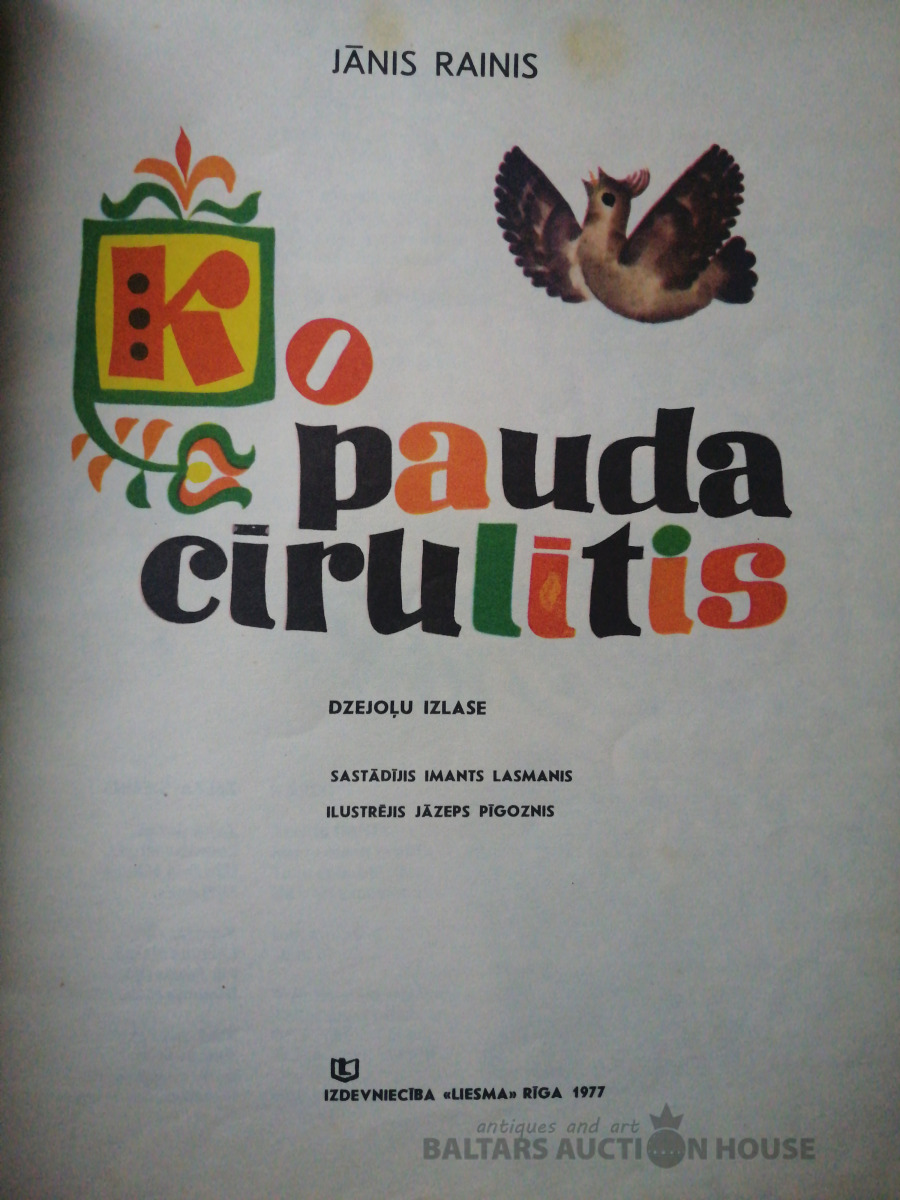 JĀNIS RAINIS
Ko
pauda
cīrulītis
DZEJOĻU IZLASE
SASTĀDĪJIS IMANTS LASMANIS
ILUSTRĒJIS JĀZEPS PĪGOZNIS
L
IZDEVNIECĪBA «LIESMA» RĪGA 1977
antiques and art
BALTARS AUCTION HOUSE